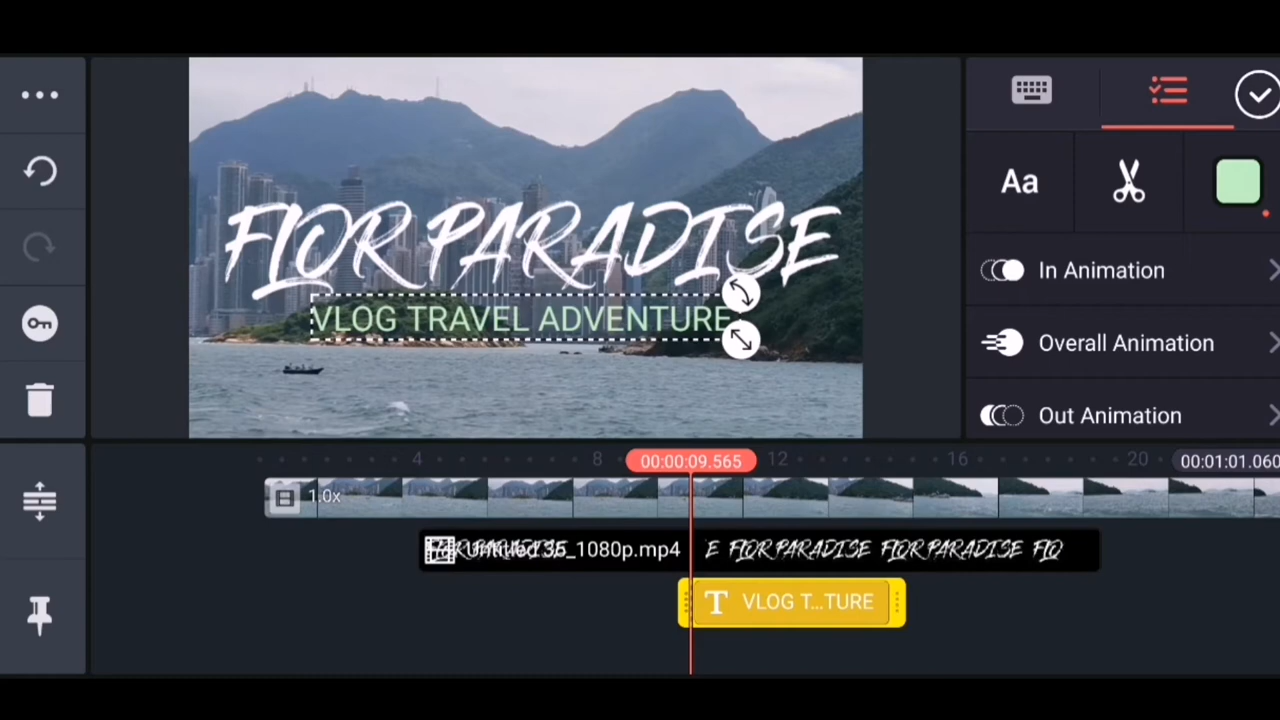 FLOR PARADISE
VLOG TRAVEL ADVENTURE
Aa
In Animation
Overall Animation
Out Animation
4
8
00:00:09.565
12
16
20
00:01:01.060
1.0x
Untitled 36_1080p.mp4
E FLOR PARADISE FLOR PARADISE FLO
T VLOG T...TURE